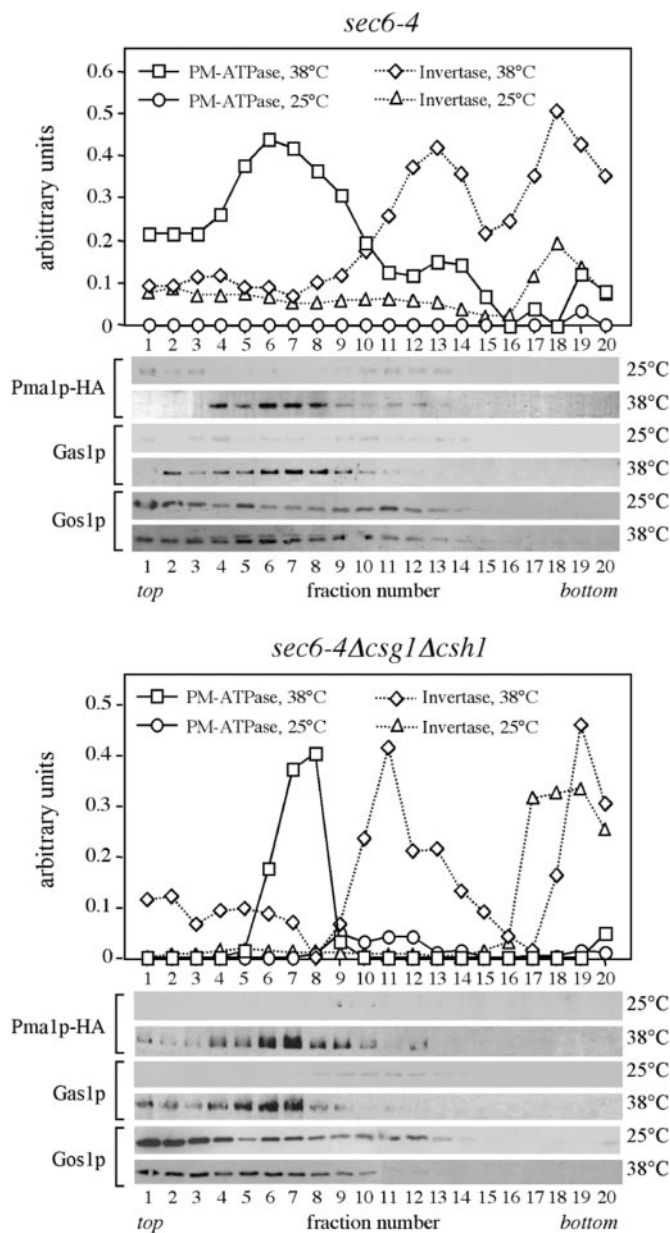 sec6-4
PM-ATPase, 38°C
Invertase, 38°C
PM-ATPase, 25°C
Invertase, 25°C
arbittrary units
0.6
0.5
0.4
0.3
0.2
0.1
0
1 2 3 4 5 6 7 8 9 10 11 12 13 14 15 16 17 18 19 20
Pma1p-HA
25°C
38°C
Gas1p
25°C
38°C
Gos1p
25°C
38°C
1 2 3 4 5 6 7 8 9 10 11 12 13 14 15 16 17 18 19 20
top fraction number bottom
sec6-4Δcsg1Δcsh1
PM-ATPase, 38°C
Invertase, 38°C
PM-ATPase, 25°C
Invertase, 25°C
arbitrary units
0.5
0.4
0.3
0.2
0.1
0
1 2 3 4 5 6 7 8 9 10 11 12 13 14 15 16 17 18 19 20
Pma1p-HA
25°C
38°C
Gas1p
25°C
38°C
Gos1p
25°C
38°C
1 2 3 4 5 6 7 8 9 10 11 12 13 14 15 16 17 18 19 20
top fraction number bottom